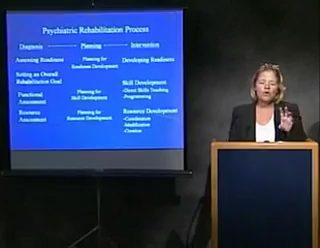 Psychiatric Rehabilitation Process
Diagnosis Planning Intervention
Assessing Readiness Planning for Readiness Development Developing Readiness
Setting an Overall Rehabilitation Goal
Functional Assessment Planning for Skill Development Skill Development
-Direct Skills Teaching
-Programming
Resource Assessment Planning for Resource Development Resource Development
-Coordination
-Modification
-Creation